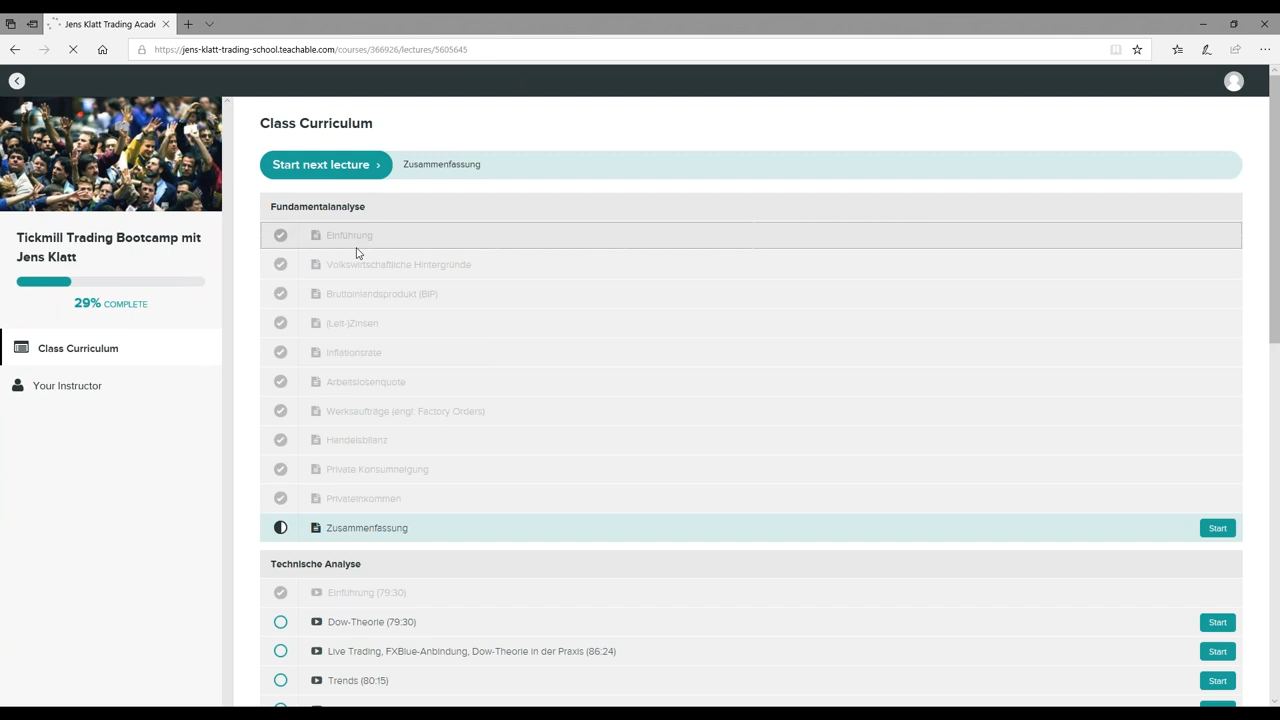 Jens Klatt Trading Acade
https://jens-klatt-trading-school.teachable.com/courses/366926/lectures/5605645
Class Curriculum
Start next lecture › Zusammenfassung
Fundamentalanalyse
Einführung
Volkswirtschaftliche Hintergründe
Bruttoinlandsprodukt (BIP)
(Leit-)Zinsen
Inflationsrate
Arbeitslosenquote
Werksaufträge (engl. Factory Orders)
Handelsbilanz
Private Konsumneigung
Privateinkommen
Zusammenfassung Start
Technische Analyse
Einführung (79:30)
Dow-Theorie (79:30) Start
Live Trading, FXBlue-Anbindung, Dow-Theorie in der Praxis (86:24) Start
Trends (80:15) Start
Tickmill Trading Bootcamp mit
Jens Klatt
29% COMPLETE
Class Curriculum
Your Instructor